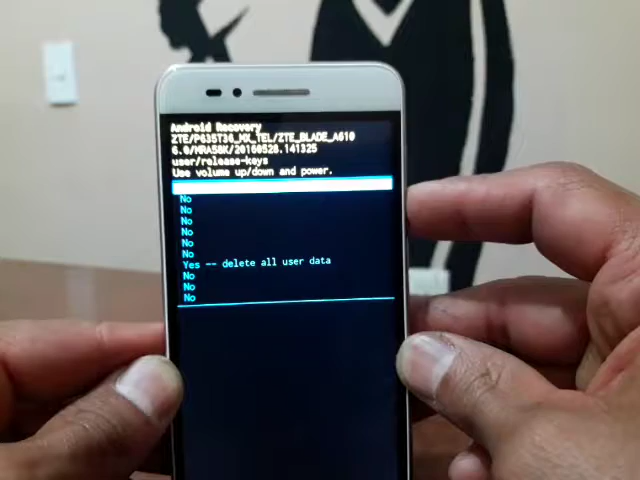 Android Recovery
ZTE/P635T34_MX_TEL/ZTE_BLADE_A610
6.0/MRA58K/20160528.141325
user/release-keys
Use volume up/down and power.
No
No
No
No
No
No
Yes -- delete all user data
No
No
No